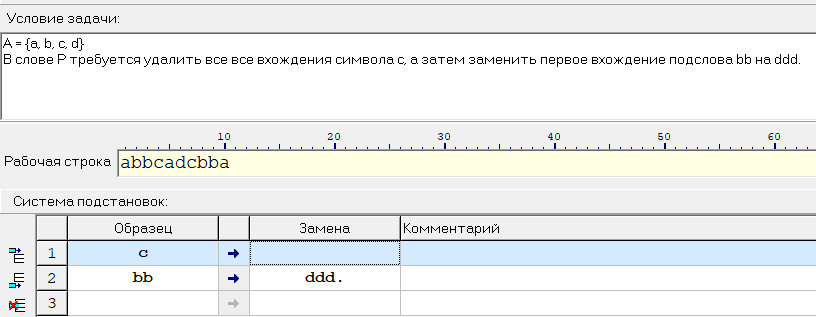 Условие задачи:
A = {a, b, c, d}
В слове P требуется удалить все все вхождения символа c, а затем заменить первое вхождение подслова bb на ddd.
10 20 30 40 50 60
Рабочая строка abbcadcbba
Система подстановок:
Образец Замена Комментарий
1 c →
2 bb → ddd.
3 →